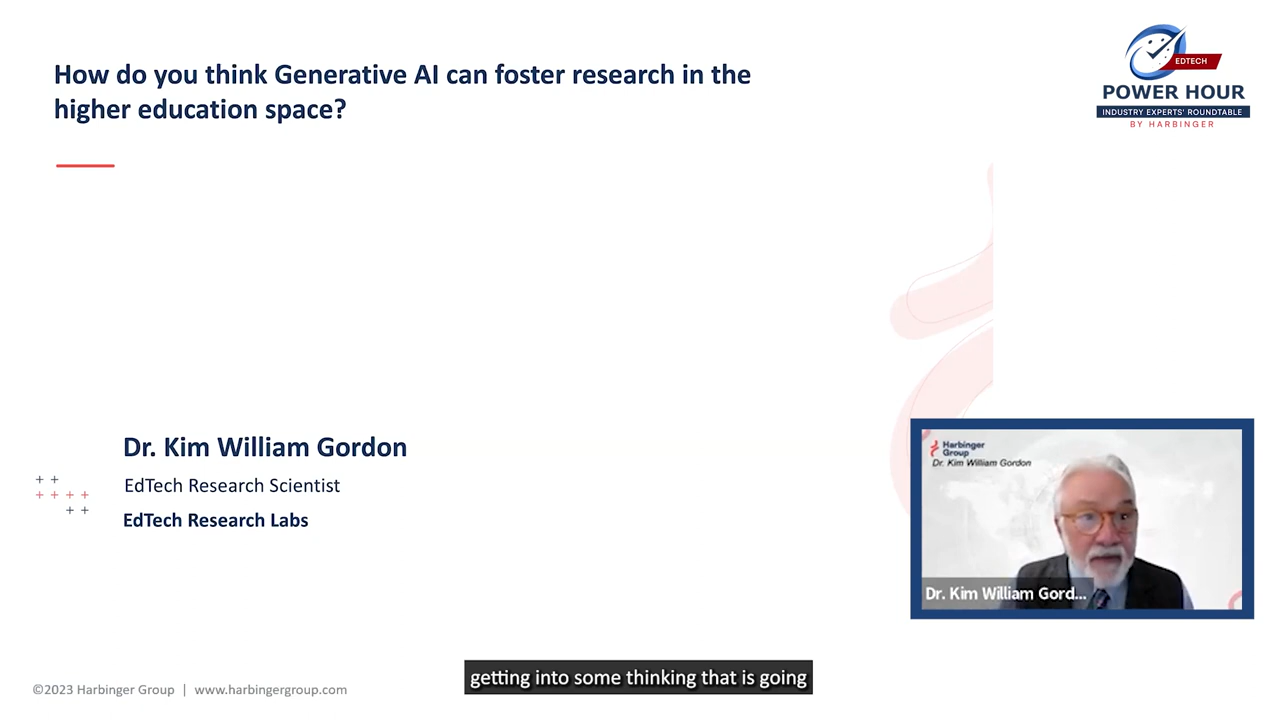 How do you think Generative AI can foster research in the
higher education space?
EDTECH
POWER HOUR
INDUSTRY EXPERTS' ROUNDTABLE
BY HARBINGER
Dr. Kim William Gordon
EdTech Research Scientist
EdTech Research Labs
Harbinger
Group
Dr. Kim William Gordon
Dr. Kim William Gord...
getting into some thinking that is going
©2023 Harbinger Group | www.harbingergroup.com